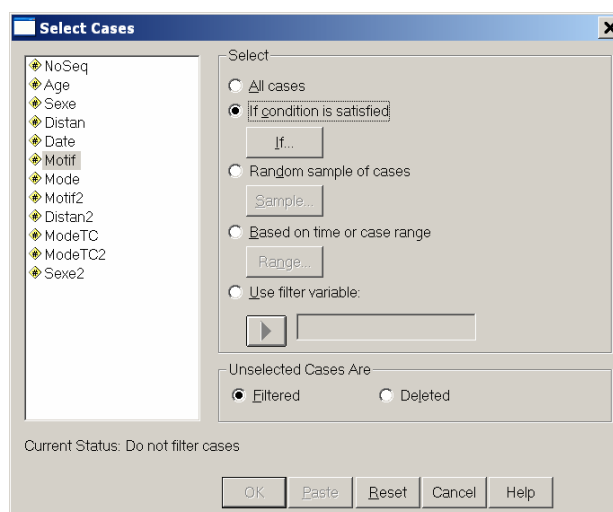 Select Cases
NoSeq
Age
Sexe
Distan
Date
Motif
Mode
Motif2
Distan2
ModeTC
ModeTC2
Sexe2
Select
All cases
If condition is satisfied
If...
Random sample of cases
Sample...
Based on time or case range
Range...
Use filter variable:
Unselected Cases Are
Filtered Deleted
Current Status: Do not filter cases
OK Paste Reset Cancel Help